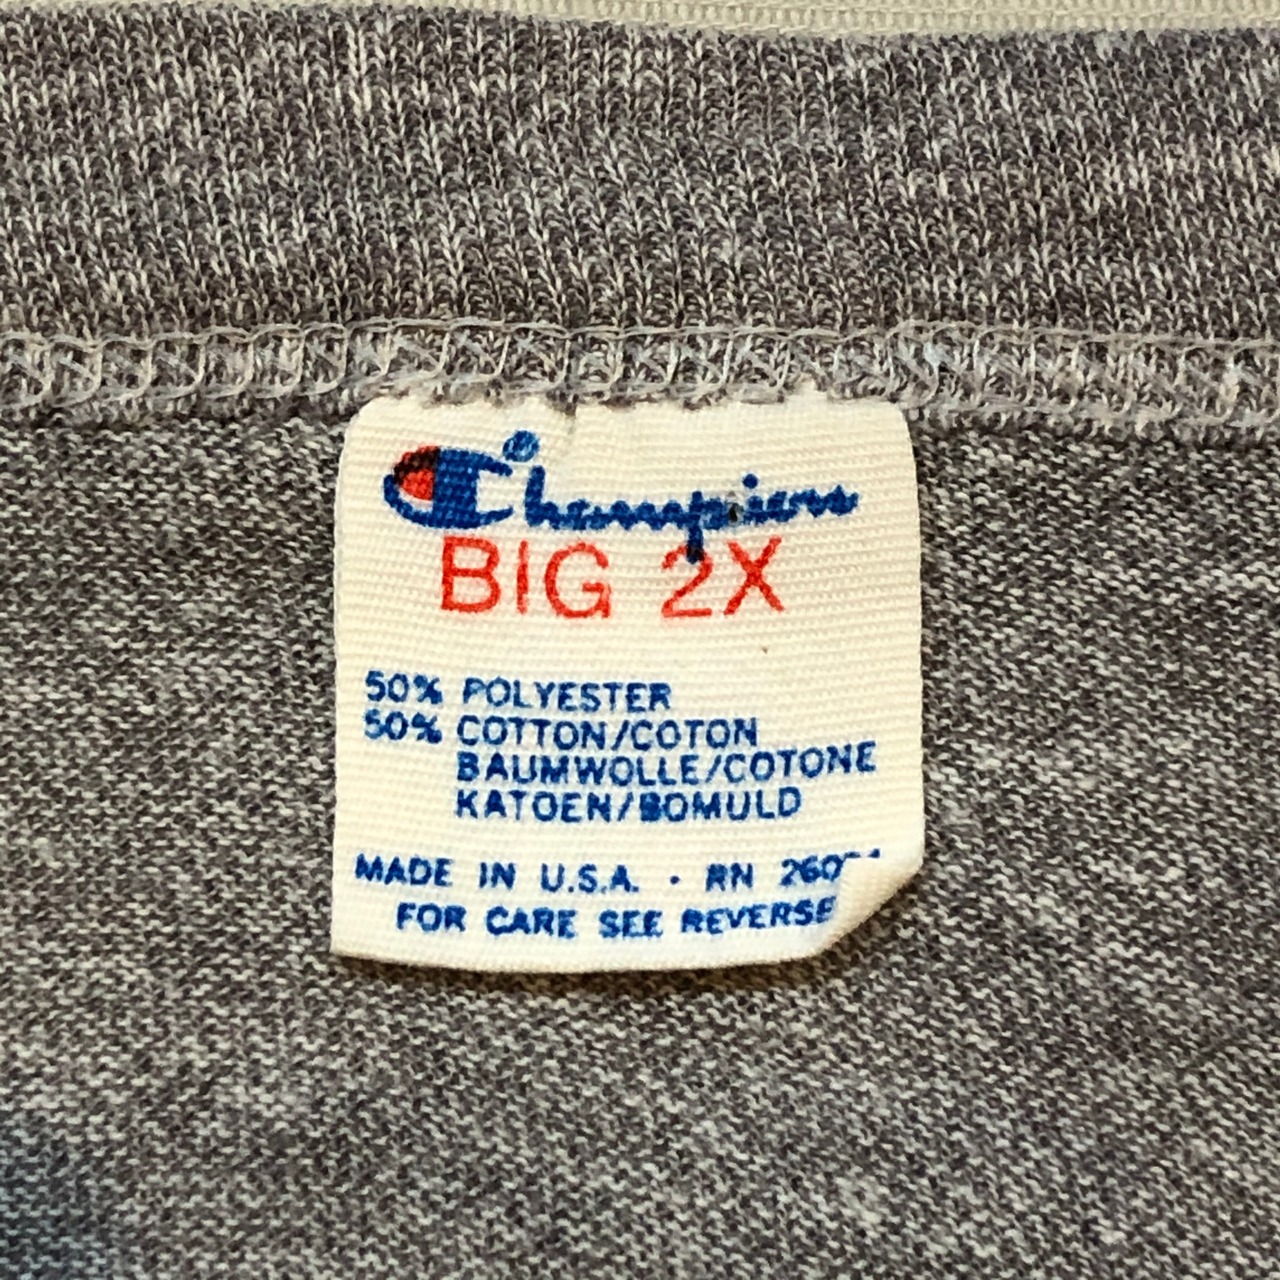 Champion®
BIG 2X
50% POLYESTER
50% COTTON/COTON
BAUMWOLLE/COTONE
KATOEN/BOMULD
MADE IN U.S.A. · RN
FOR CARE SEE REVERSE